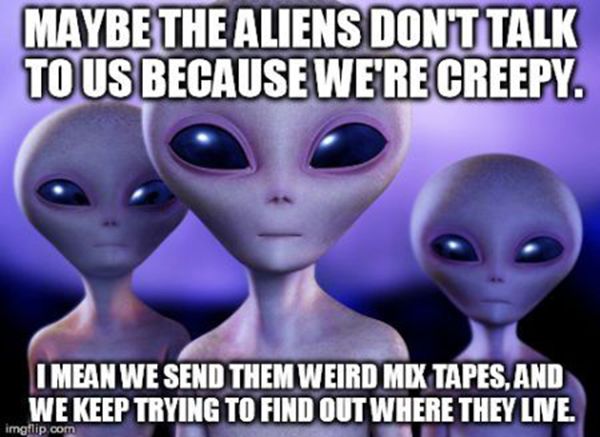 MAYBE THE ALIENS DON'T TALK
TO US BECAUSE WE'RE CREEPY.
I MEAN WE SEND THEM WEIRD MIX TAPES, AND
WE KEEP TRYING TO FIND OUT WHERE THEY LIVE.
imgflip.com